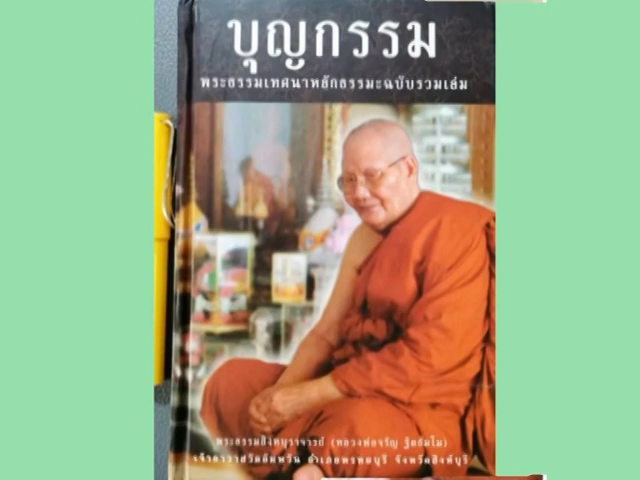 บุญกรรม
พระธรรมเทศนาหลักธรรมะฉบับรวมเล่ม
พระธรรมสิงหบุราจารย์ (หลวงพ่อจรัญ ฐิตธมฺโม)
เจ้าอาวาสวัดอัมพวัน อำเภอพรหมบุรี จังหวัดสิงห์บุรี